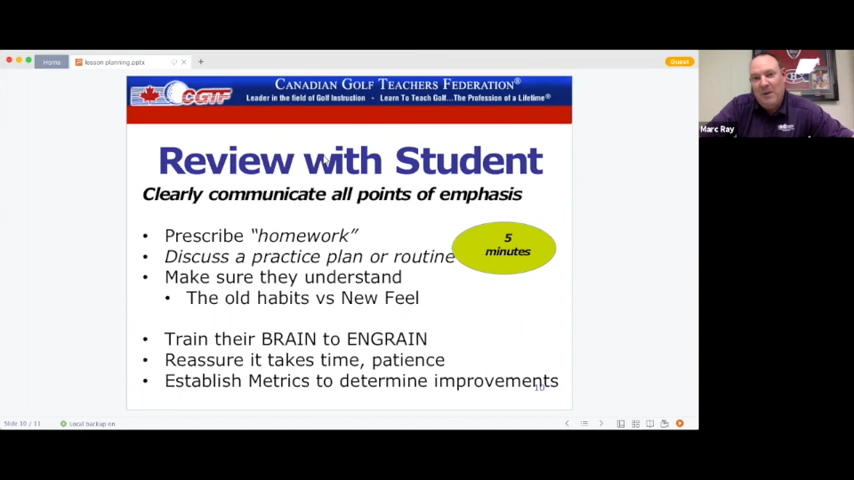 Home
lesson planning.pptx
Guest
CGTF
CANADIAN GOLF TEACHERS FEDERATION®
Leader in the field of Golf Instruction - Learn To Teach Golf...The Profession of a Lifetime®
Review with Student
Clearly communicate all points of emphasis
• Prescribe “homework”
5
minutes
• Discuss a practice plan or routine
• Make sure they understand
• The old habits vs New Feel
• Train their BRAIN to ENGRAIN
• Reassure it takes time, patience
• Establish Metrics to determine improvements
10
Slide 10 / 11
Local backup on
Marc Ray